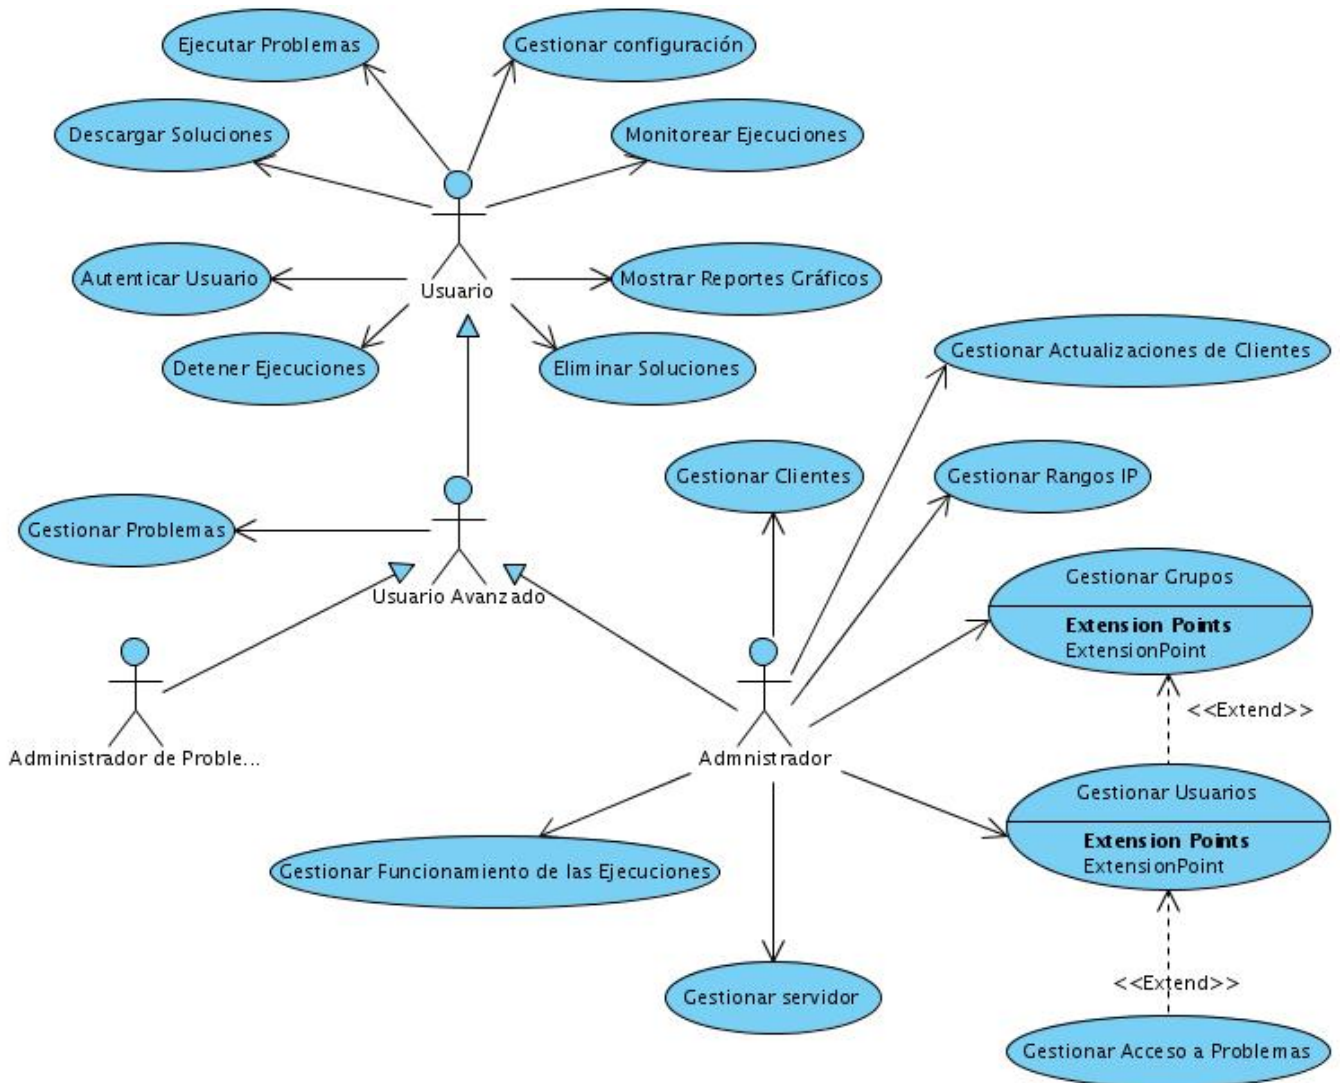 Ejecutar Problemas
Gestionar configuración
Descargar Soluciones
Monitorear Ejecuciones
Autenticar Usuario
Usuario
Mostrar Reportes Gráficos
Detener Ejecuciones
Eliminar Soluciones
Gestionar Actualizaciones de Clientes
Gestionar Clientes
Gestionar Rangos IP
Gestionar Problemas
Usuario Avanzado
Gestionar Grupos
Extension Points
ExtensionPoint
<<Extend>>
Administrador de Proble...
Admnistrador
Gestionar Usuarios
Extension Points
ExtensionPoint
Gestionar Funcionamiento de las Ejecuciones
Gestionar servidor
<<Extend>>
Gestionar Acceso a Problemas